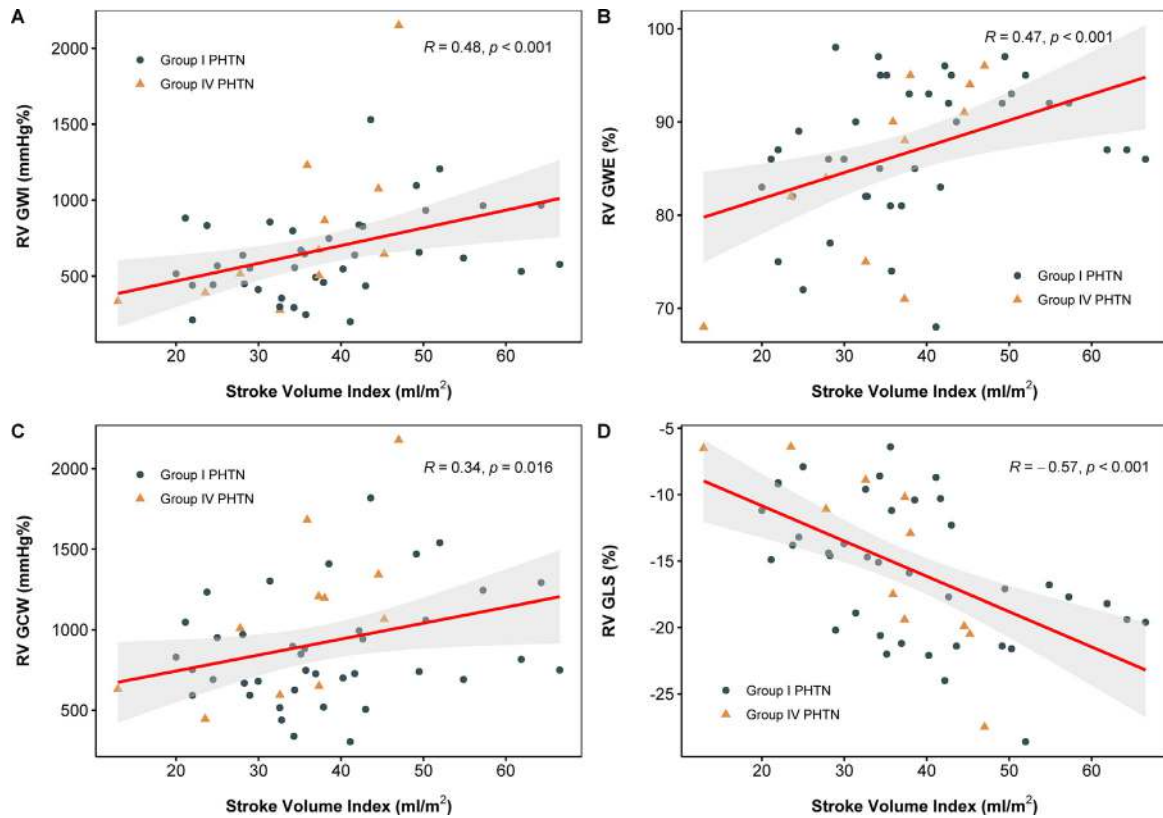 A
R = 0.48, p < 0.001
Group I PHTN
Group IV PHTN
RV GWI (mmHg%)
2000
1500
1000
500
20 30 40 50 60
Stroke Volume Index (ml/m²)
B
R = 0.47, p < 0.001
Group I PHTN
Group IV PHTN
RV GWE (%)
100
90
80
70
20 30 40 50 60
Stroke Volume Index (ml/m²)
C
R = 0.34, p = 0.016
Group I PHTN
Group IV PHTN
RV GCW (mmHg%)
2000
1500
1000
500
20 30 40 50 60
Stroke Volume Index (ml/m²)
D
R = − 0.57, p < 0.001
Group I PHTN
Group IV PHTN
RV GLS (%)
-5
-10
-15
-20
-25
20 30 40 50 60
Stroke Volume Index (ml/m²)